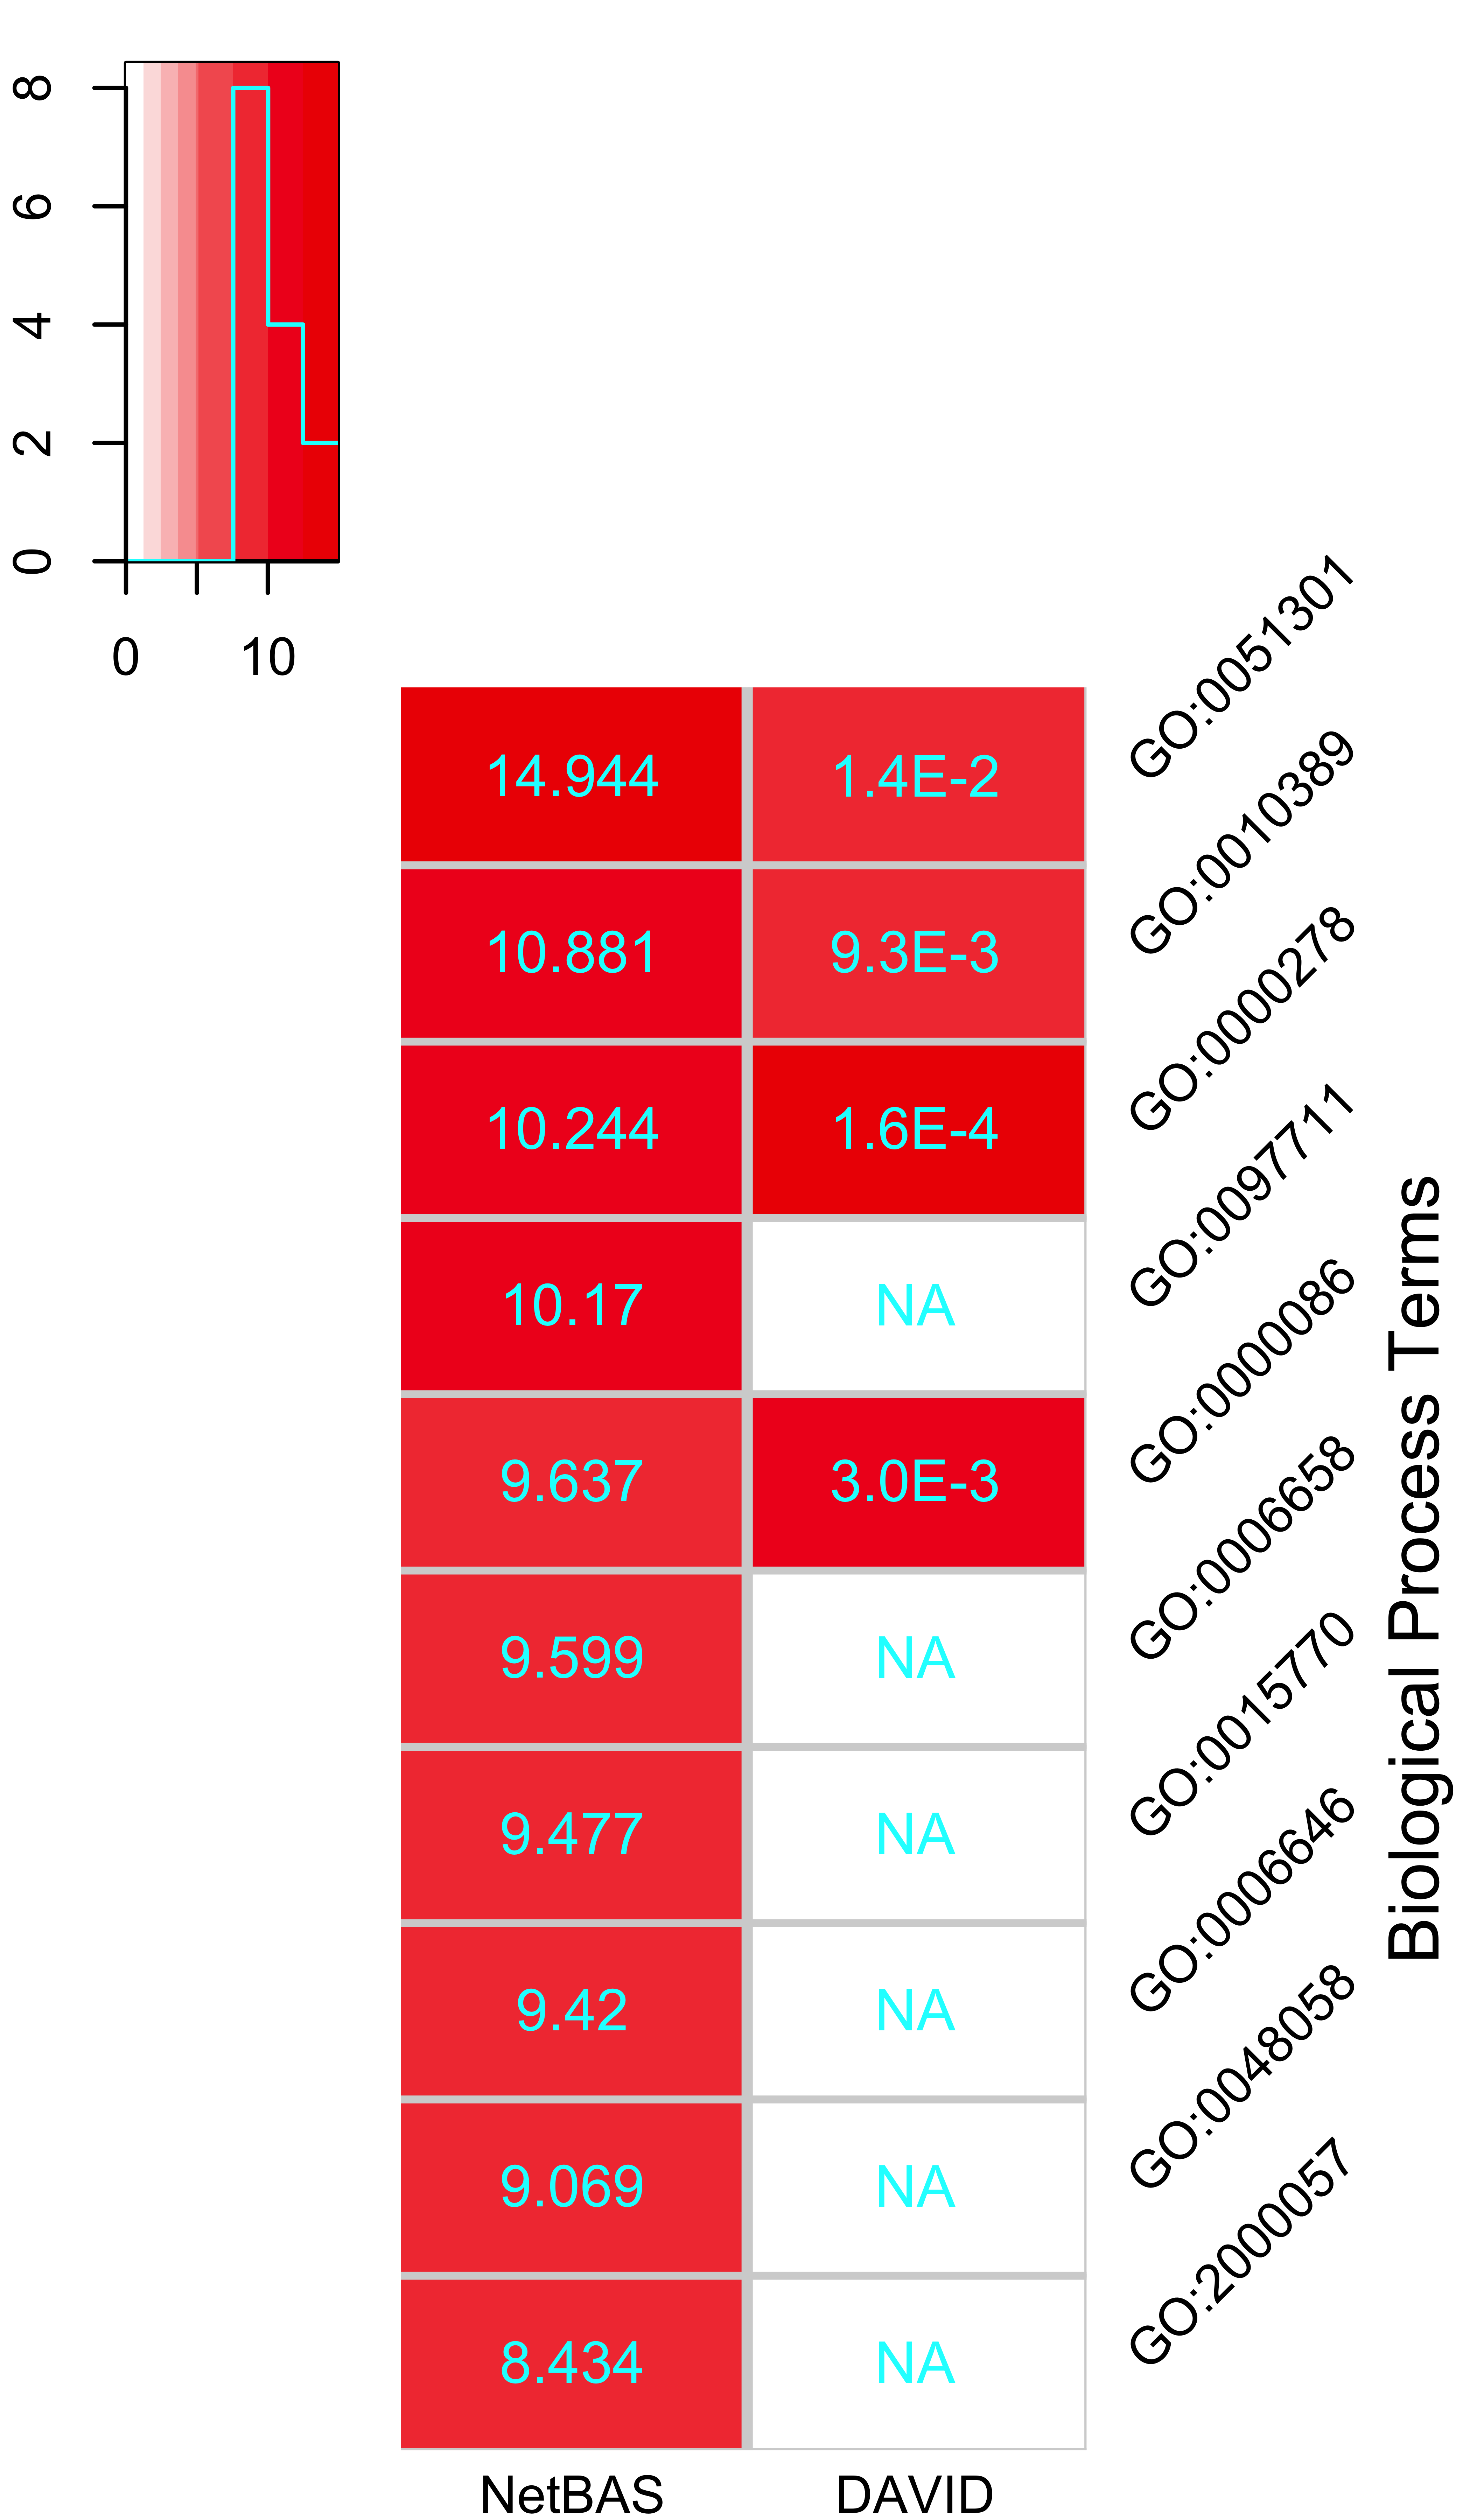 8
6
4
2
0
0 10
14.944 1.4E-2 GO:0051301
10.881 9.3E-3 GO:0010389
10.244 1.6E-4 GO:0000278
10.17 NA GO:0097711
9.637 3.0E-3 GO:0000086
9.599 NA GO:0006658
9.477 NA GO:0015770
9.42 NA GO:0006646
9.069 NA GO:0048058
8.434 NA GO:2000057
Biological Process Terms
NetBAS DAVID